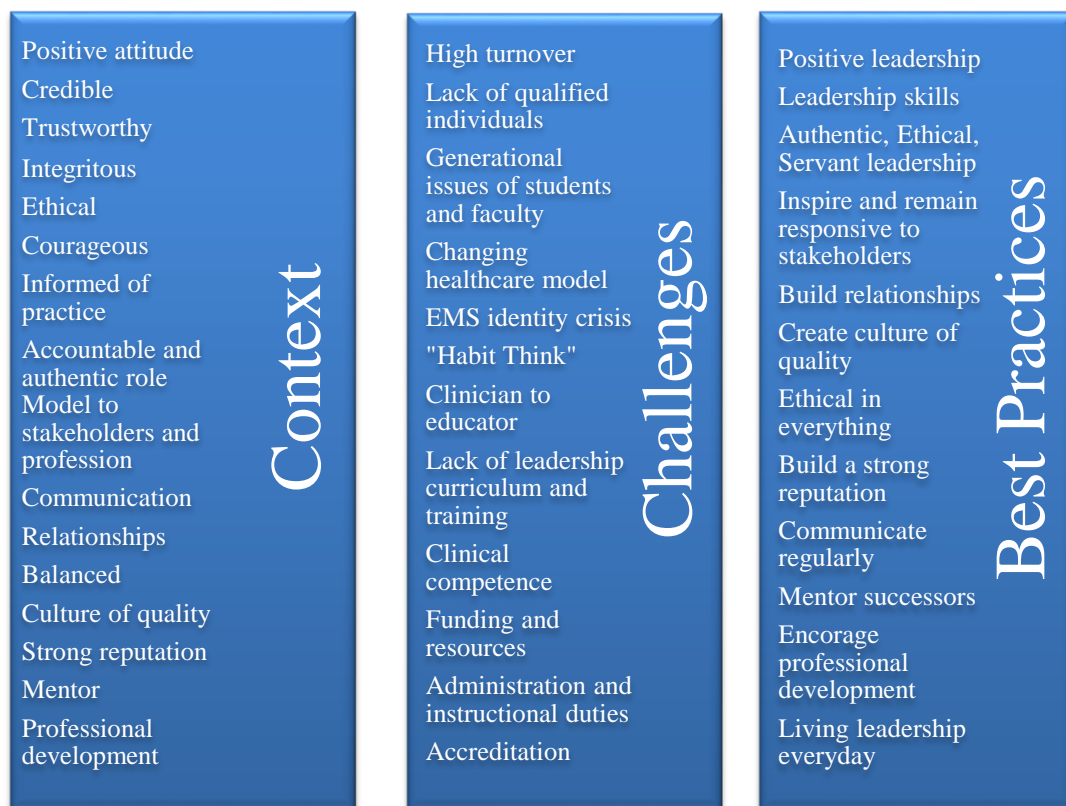 Positive attitude
Credible
Trustworthy
Integritous
Ethical
Courageous
Informed of
practice
Accountable and
authentic role
Model to
stakeholders and
profession
Communication
Relationships
Balanced
Culture of quality
Strong reputation
Mentor
Professional
development
Context
High turnover
Lack of qualified
individuals
Generational
issues of students
and faculty
Changing
healthcare model
EMS identity crisis
"Habit Think"
Clinician to
educator
Lack of leadership
curriculum and
training
Clinical
competence
Funding and
resources
Administration and
instructional duties
Accreditation
Challenges
Positive leadership
Leadership skills
Authentic, Ethical,
Servant leadership
Inspire and remain
responsive to
stakeholders
Build relationships
Create culture of
quality
Ethical in
everything
Build a strong
reputation
Communicate
regularly
Mentor successors
Encorage
professional
development
Living leadership
everyday
Best Practices